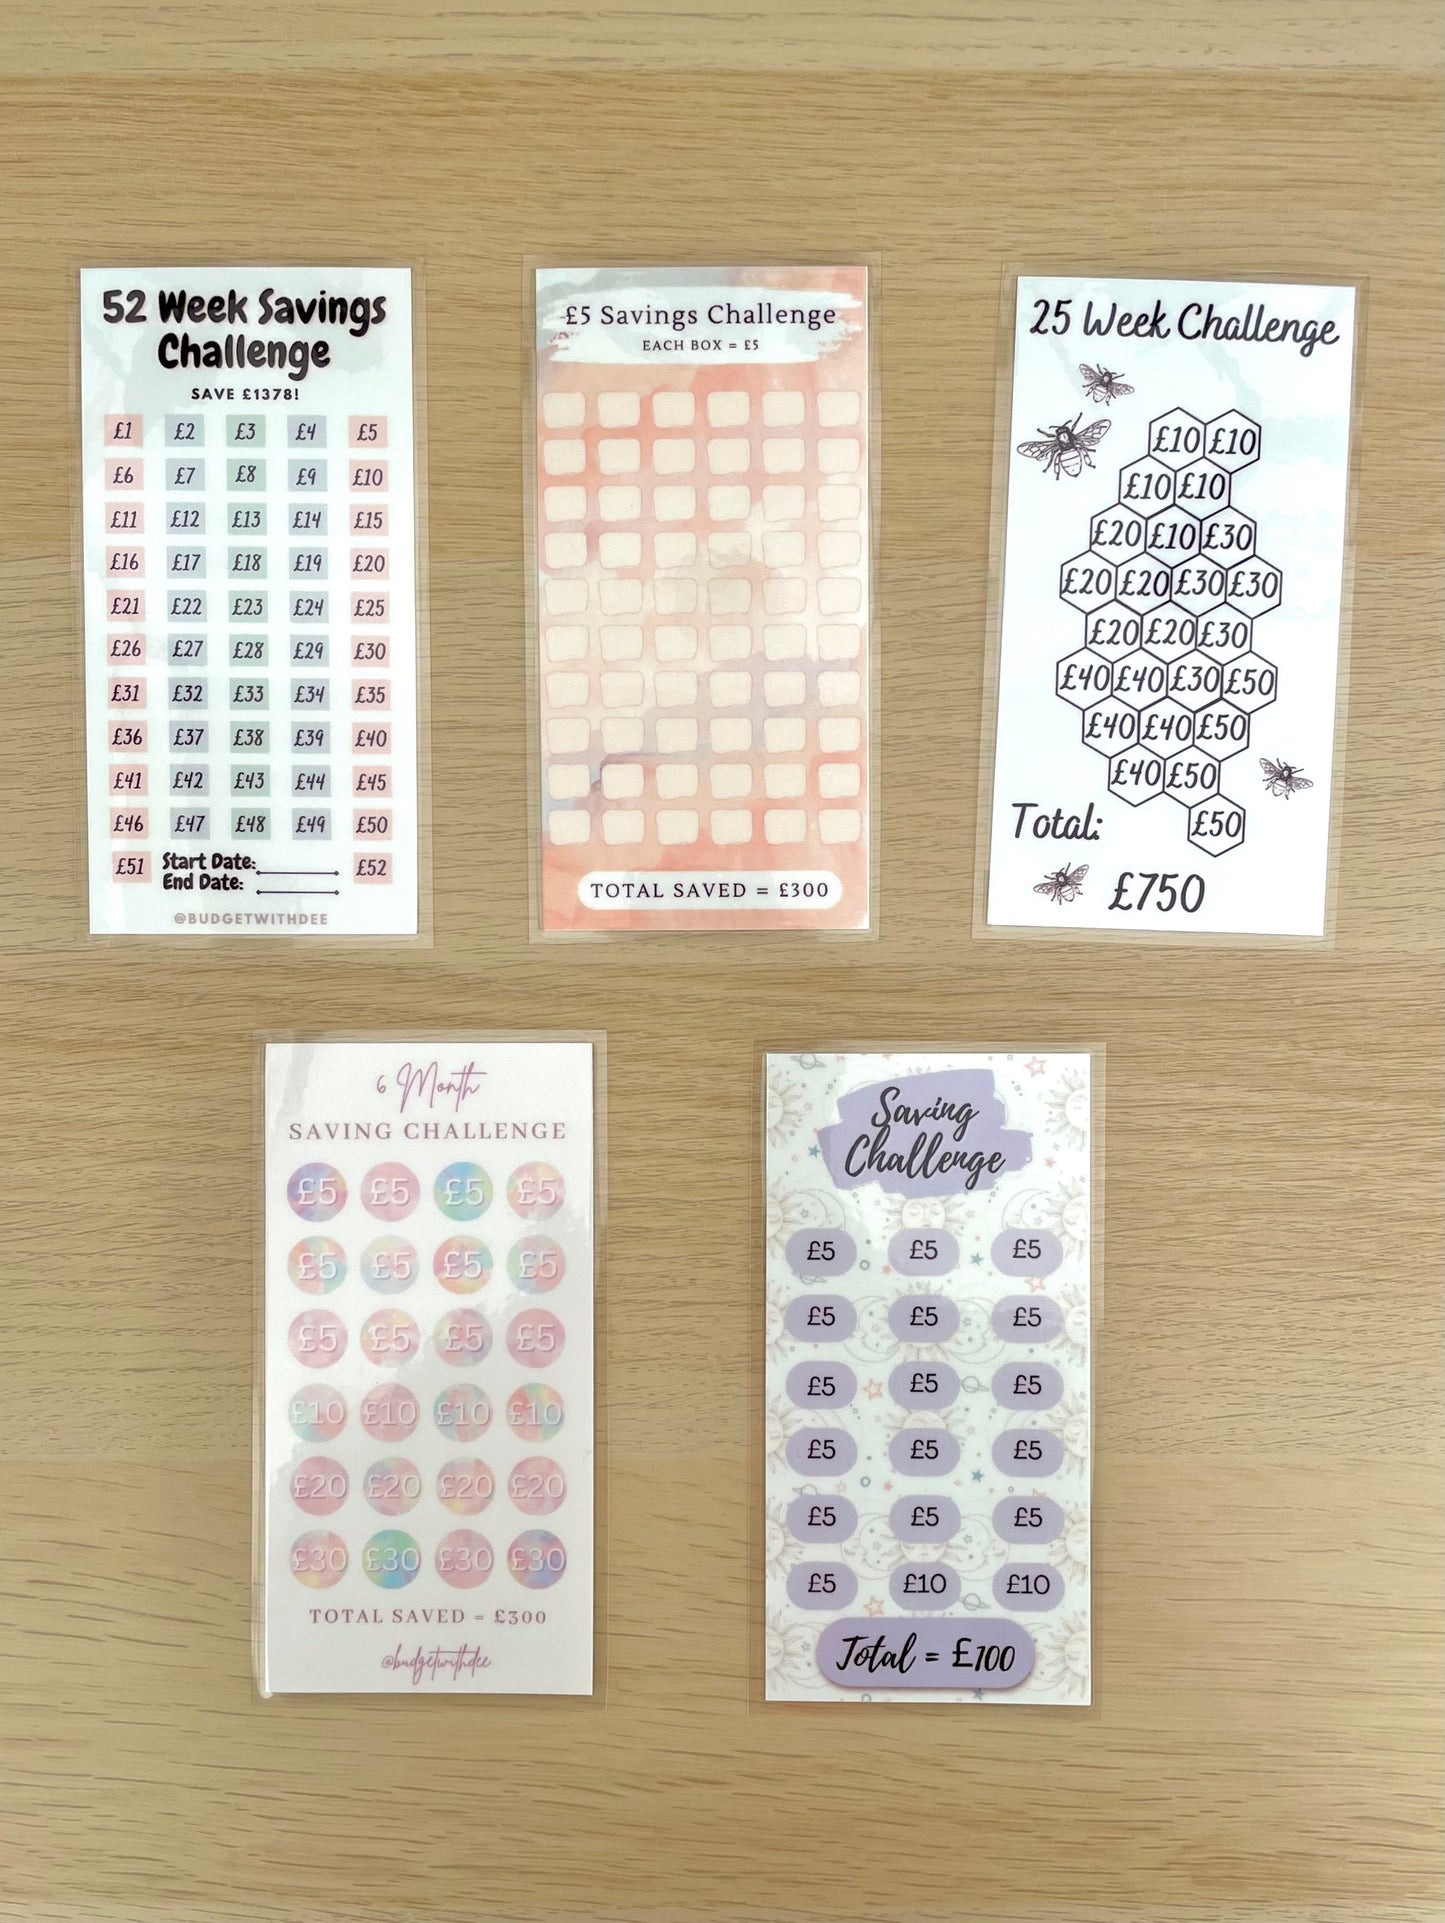 52 Week Savings
Challenge
SAVE £1378!
£1 £2 £3 £4 £5
£6 £7 £8 £9 £10
£11 £12 £13 £14 £15
£16 £17 £18 £19 £20
£21 £22 £23 £24 £25
£26 £27 £28 £29 £30
£31 £32 £33 £34 £35
£36 £37 £38 £39 £40
£41 £42 £43 £44 £45
£46 £47 £48 £49 £50
£51 Start Date: £52
End Date:
@BUDGETWITHDEE
£5 Savings Challenge
EACH BOX = £5
TOTAL SAVED = £300
25 Week Challenge
£10 £10
£10 £10
£20 £10 £30
£20 £20 £30 £30
£20 £20 £30
£40 £40 £30 £50
£40 £40 £50
£40 £50
£50
Total:
£750
6 Month
SAVING CHALLENGE
£5 £5 £5 £5
£5 £5 £5 £5
£5 £5 £5 £5
£10 £10 £10 £10
£20 £20 £20 £20
£30 £30 £30 £30
TOTAL SAVED = £300
@budgetwithdee
Saving
Challenge
£5 £5 £5
£5 £5 £5
£5 £5 £5
£5 £5 £5
£5 £5 £5
£5 £10 £10
Total = £100